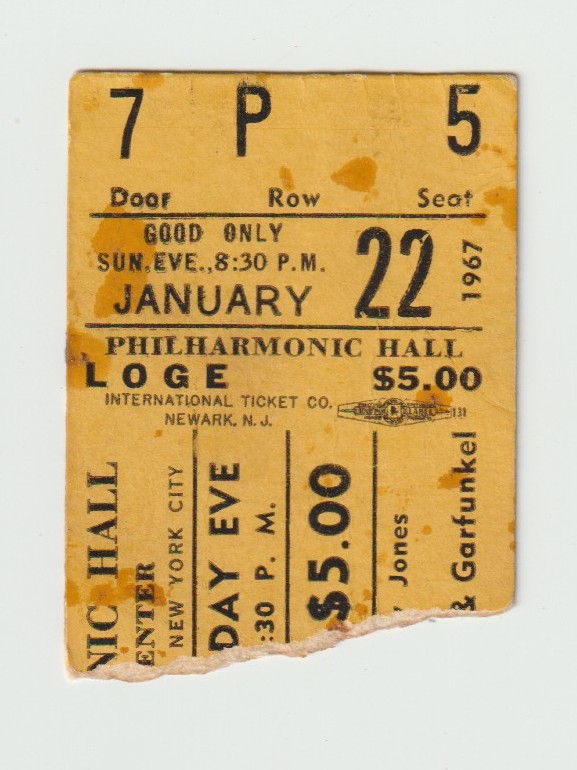 7 P 5
Door Row Seat
GOOD ONLY
SUN. EVE., 8:30 P.M.
JANUARY 22 1967
PHILHARMONIC HALL
LOGE $5.00
INTERNATIONAL TICKET CO.
NEWARK, N. J.
131
NIC HALL
ENTER
NEW YORK CITY
DAY EVE
:30 P. M.
$5.00
Jones
& Garfunkel